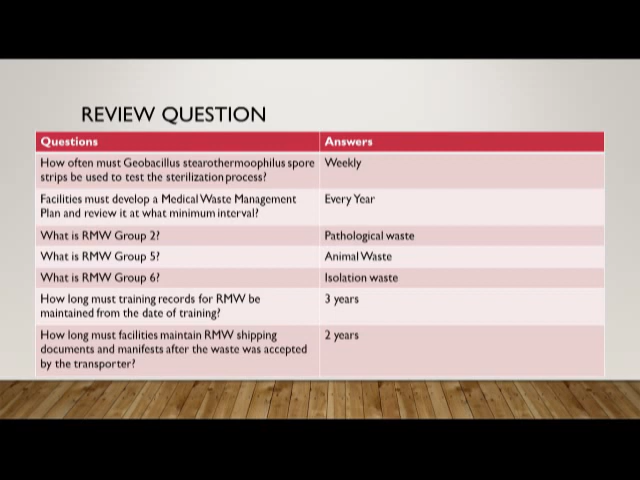 REVIEW QUESTION
Questions Answers
How often must Geobacillus stearothermoophilus spore Weekly
strips be used to test the sterilization process?
Facilities must develop a Medical Waste Management Every Year
Plan and review it at what minimum interval?
What is RMW Group 2? Pathological waste
What is RMW Group 5? Animal Waste
What is RMW Group 6? Isolation waste
How long must training records for RMW be 3 years
maintained from the date of training?
How long must facilities maintain RMW shipping 2 years
documents and manifests after the waste was accepted
by the transporter?